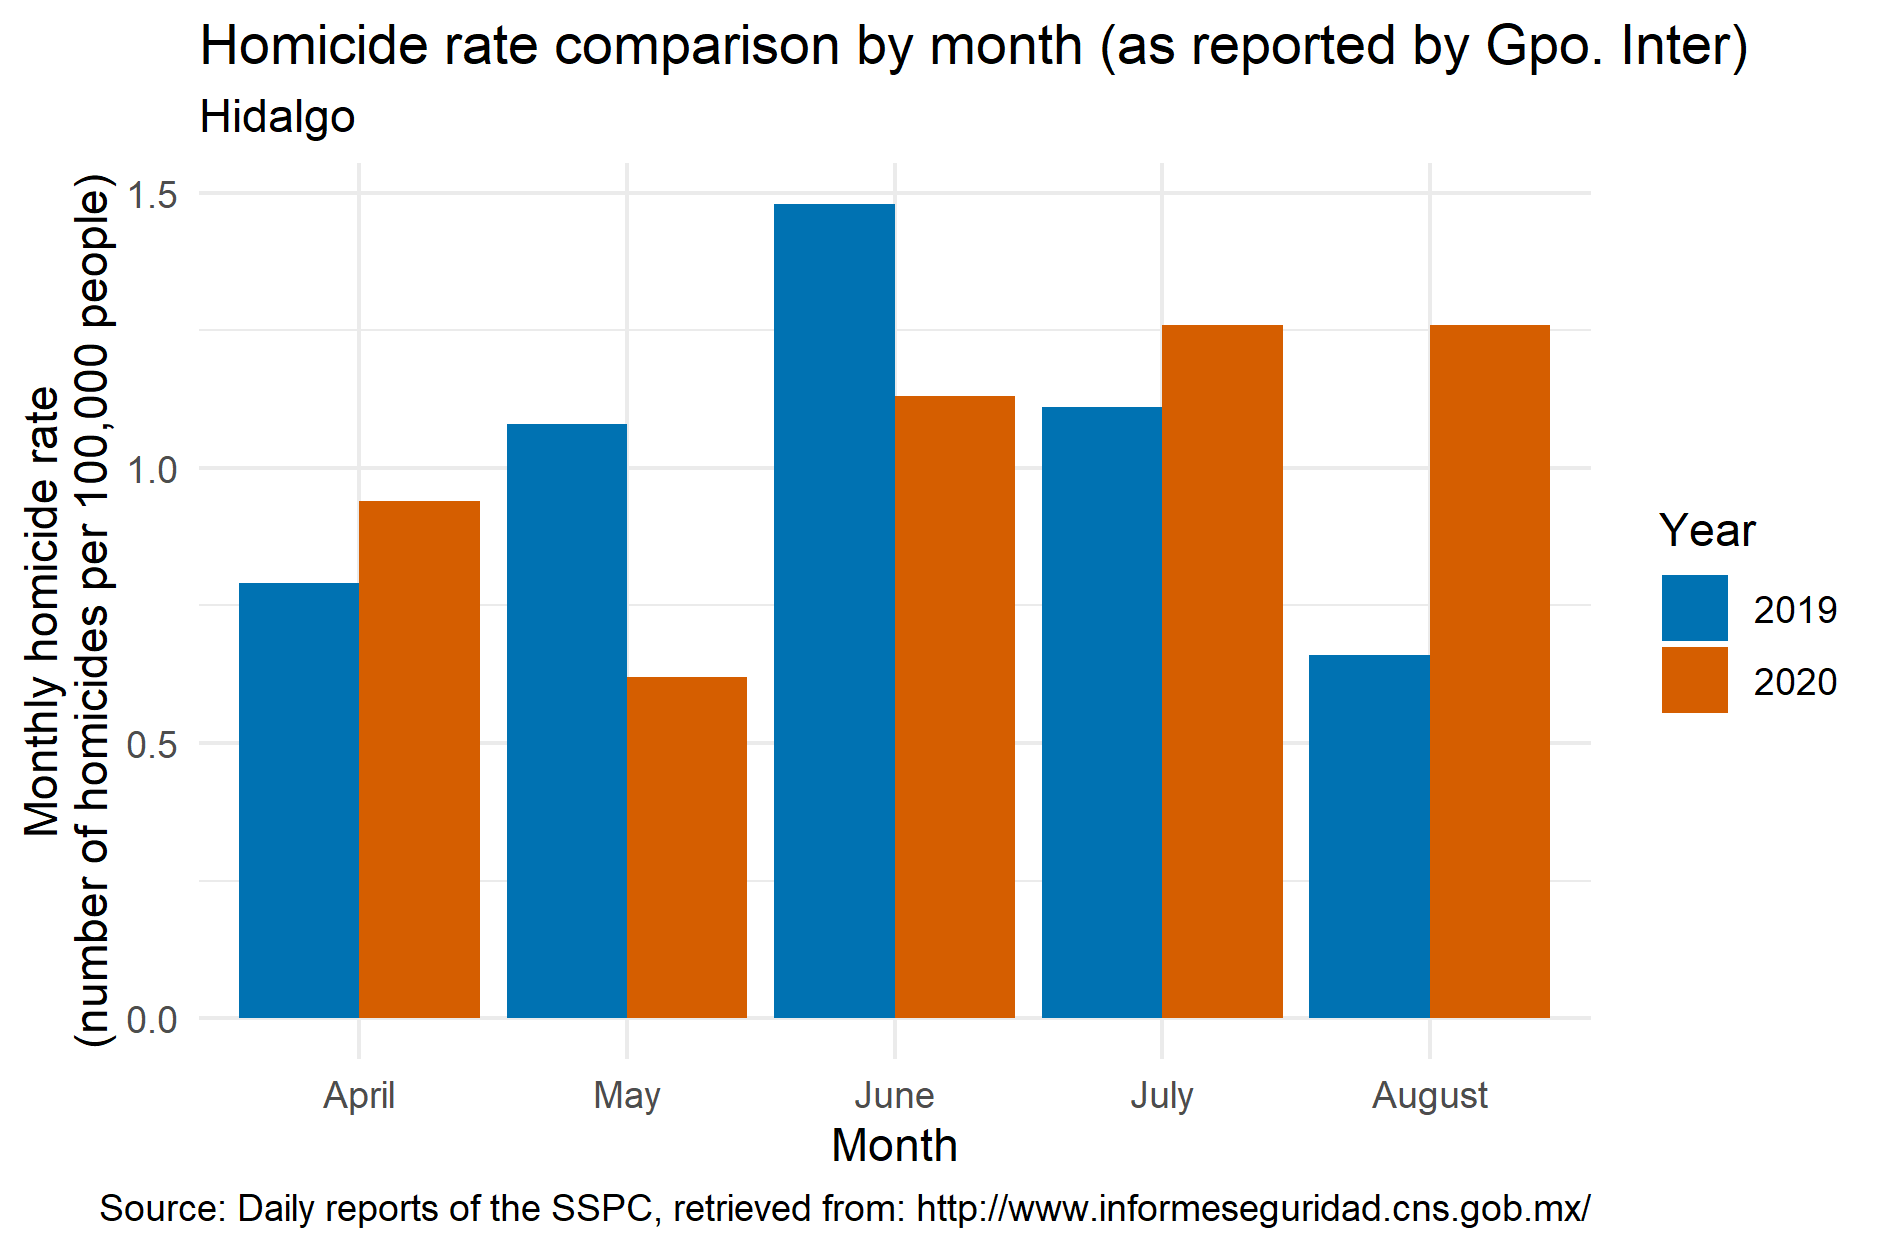 Homicide rate comparison by month (as reported by Gpo. Inter)
Hidalgo
Monthly homicide rate
(number of homicides per 100,000 people)
1.5
1.0
0.5
0.0
April
May
June
July
August
Month
Year
2019
2020
Source: Daily reports of the SSPC, retrieved from: http://www.informeseguridad.cns.gob.mx/